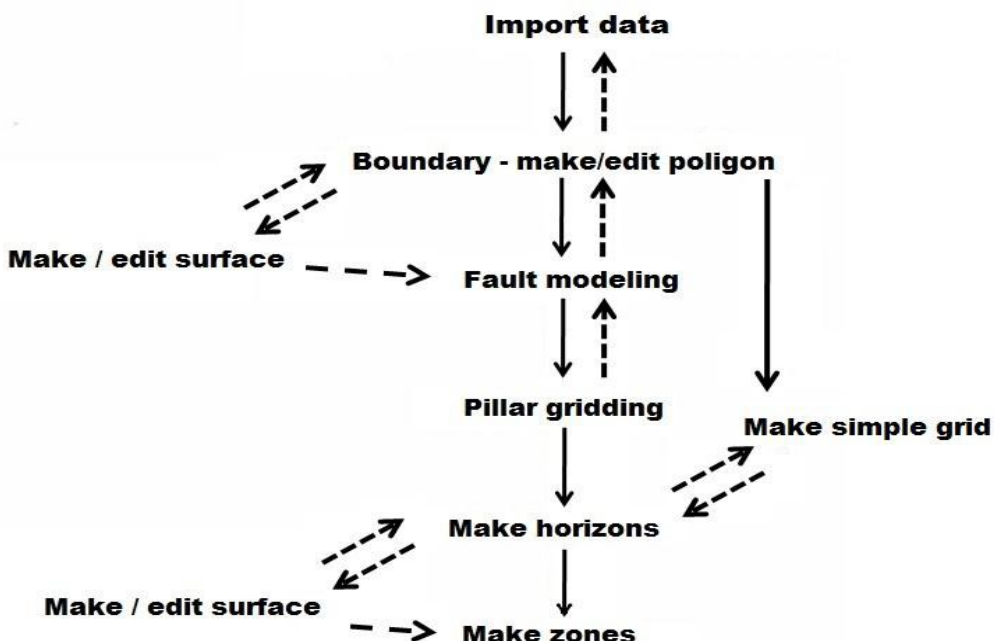 Import data
Boundary - make/edit poligon
Make / edit surface
Fault modeling
Pillar gridding
Make simple grid
Make horizons
Make / edit surface
Make zones